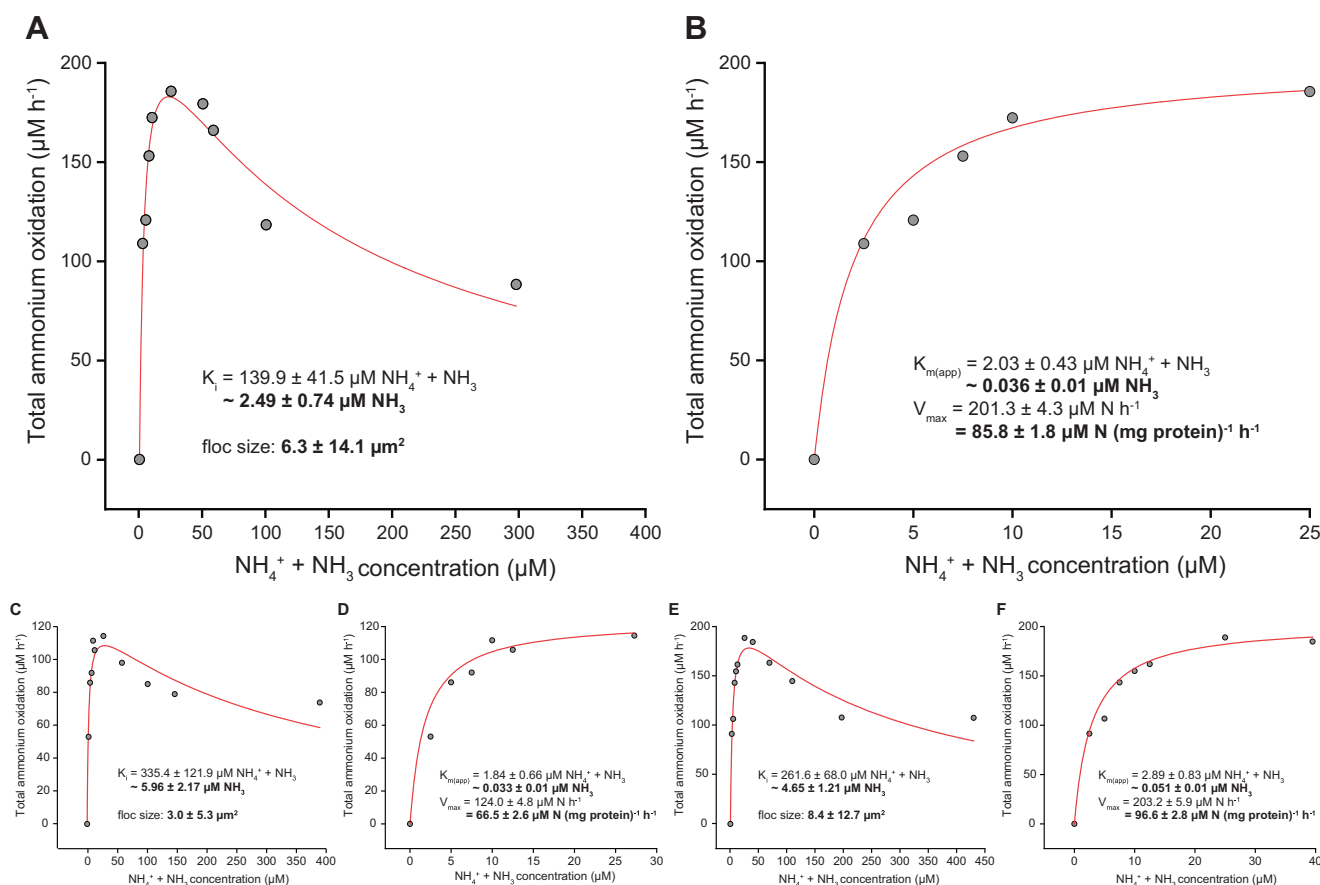 A
Total ammonium oxidation (µM h⁻¹)
200
150
100
50
0
Kᵢ = 139.9 ± 41.5 µM NH₄⁺ + NH₃
~ 2.49 ± 0.74 µM NH₃
floc size: 6.3 ± 14.1 µm²
0 50 100 150 200 250 300 350 400
NH₄⁺ + NH₃ concentration (µM)
B
Total ammonium oxidation (µM h⁻¹)
200
150
100
50
0
Kₘ₍ₐₚₚ₎ = 2.03 ± 0.43 µM NH₄⁺ + NH₃
~ 0.036 ± 0.01 µM NH₃
Vₘₐₓ = 201.3 ± 4.3 µM N h⁻¹
= 85.8 ± 1.8 µM N (mg protein)⁻¹ h⁻¹
0 5 10 15 20 25
NH₄⁺ + NH₃ concentration (µM)
C
Total ammonium oxidation (µM h⁻¹)
120
100
80
60
40
20
0
Kᵢ = 335.4 ± 121.9 µM NH₄⁺ + NH₃
~ 5.96 ± 2.17 µM NH₃
floc size: 3.0 ± 5.3 µm²
0 50 100 150 200 250 300 350 400
NH₄⁺ + NH₃ concentration (µM)
D
Total ammonium oxidation (µM h⁻¹)
120
100
80
60
40
20
0
Kₘ₍ₐₚₚ₎ = 1.84 ± 0.66 µM NH₄⁺ + NH₃
~ 0.033 ± 0.01 µM NH₃
Vₘₐₓ = 124.0 ± 4.8 µM N h⁻¹
= 66.5 ± 2.6 µM N (mg protein)⁻¹ h⁻¹
0 5 10 15 20 25 30
NH₄⁺ + NH₃ concentration (µM)
E
Total ammonium oxidation (µM h⁻¹)
200
150
100
50
0
Kᵢ = 261.6 ± 68.0 µM NH₄⁺ + NH₃
~ 4.65 ± 1.21 µM NH₃
floc size: 8.4 ± 12.7 µm²
0 50 100 150 200 250 300 350 400 450
NH₄⁺ + NH₃ concentration (µM)
F
Total ammonium oxidation (µM h⁻¹)
200
150
100
50
0
Kₘ₍ₐₚₚ₎ = 2.89 ± 0.83 µM NH₄⁺ + NH₃
~ 0.051 ± 0.01 µM NH₃
Vₘₐₓ = 203.2 ± 5.9 µM N h⁻¹
= 96.6 ± 2.8 µM N (mg protein)⁻¹ h⁻¹
0 10 20 30 40
NH₄⁺ + NH₃ concentration (µM)